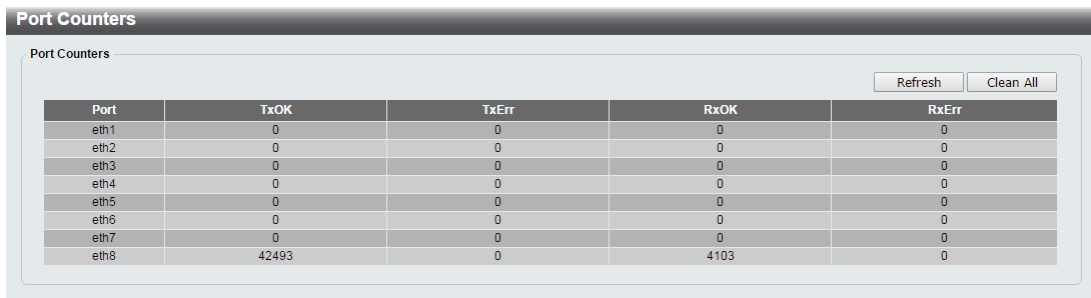 Port Counters
Port Counters
Refresh Clean All
Port TxOK TxErr RxOK RxErr
eth1 0 0 0 0
eth2 0 0 0 0
eth3 0 0 0 0
eth4 0 0 0 0
eth5 0 0 0 0
eth6 0 0 0 0
eth7 0 0 0 0
eth8 42493 0 4103 0